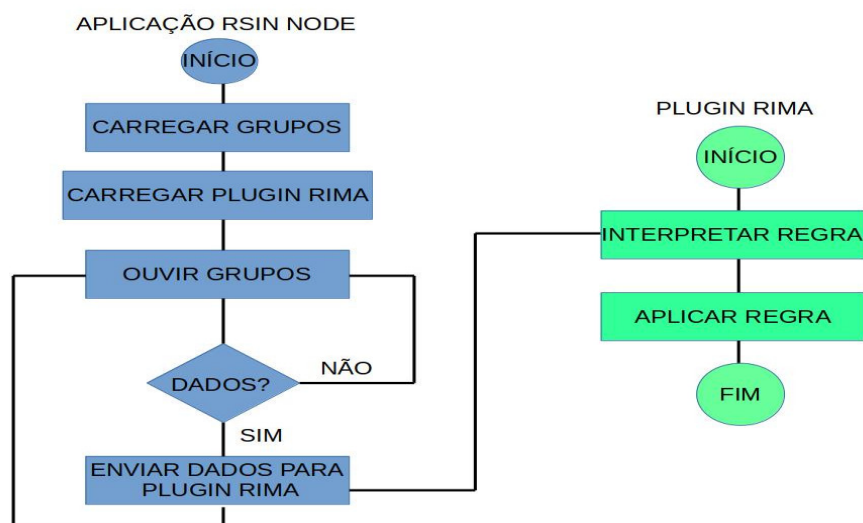 APLICAÇÃO RSIN NODE
INÍCIO
CARREGAR GRUPOS
CARREGAR PLUGIN RIMA
OUVIR GRUPOS
DADOS?
NÃO
SIM
ENVIAR DADOS PARA
PLUGIN RIMA
PLUGIN RIMA
INÍCIO
INTERPRETAR REGRA
APLICAR REGRA
FIM